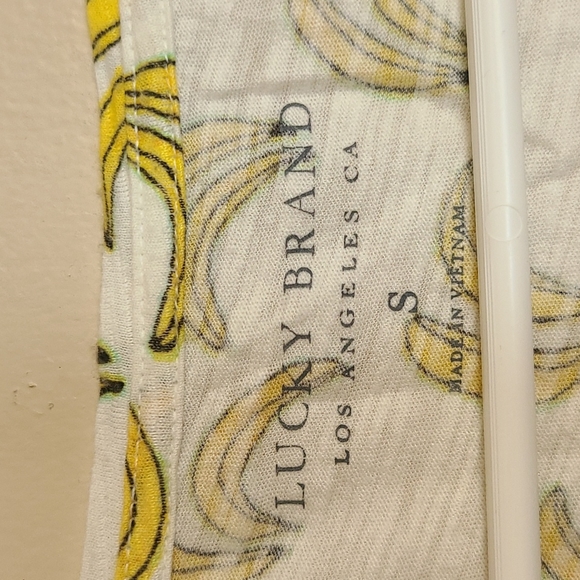 LUCKY BRAND
LOS ANGELES CA
S
MADE IN VIETNAM